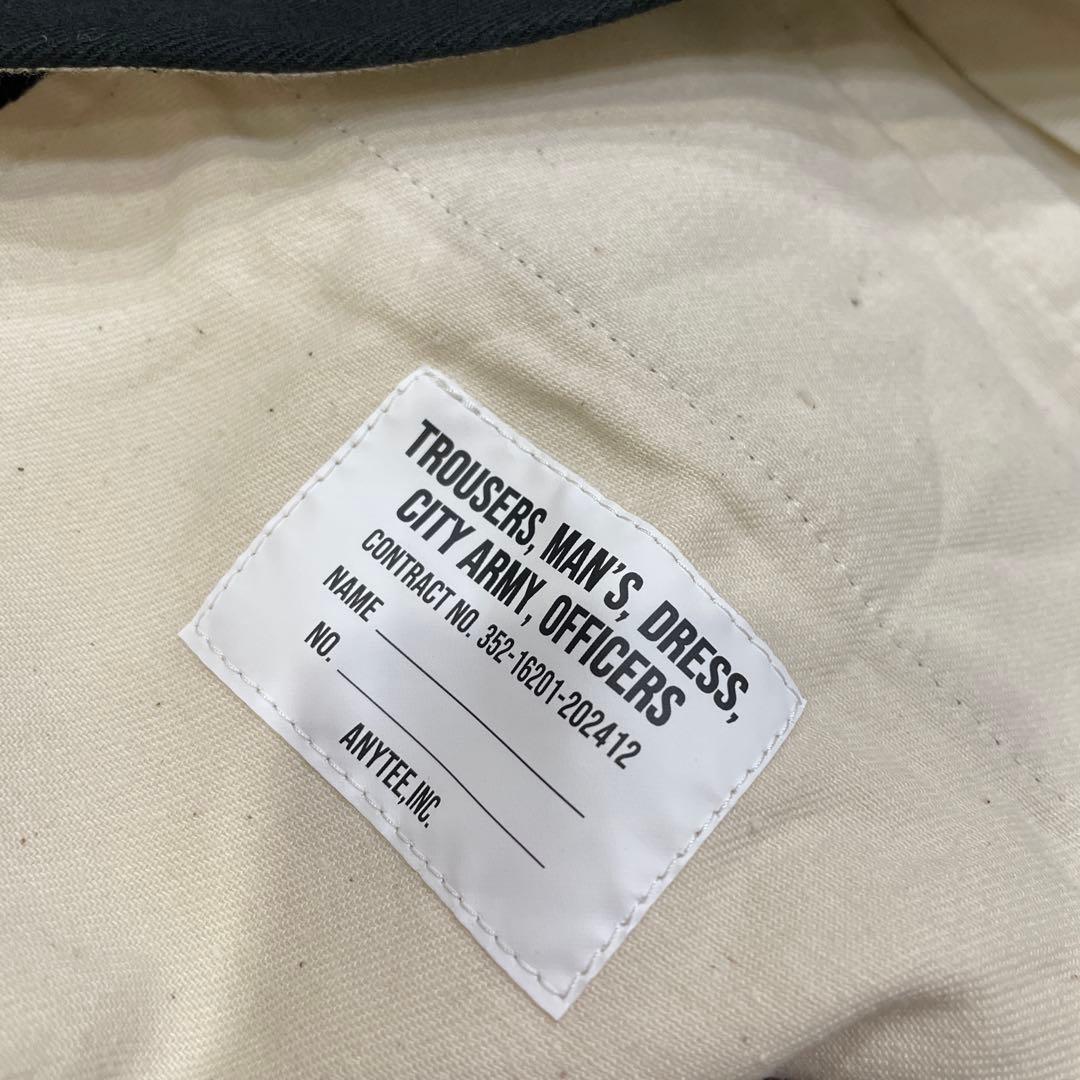 TROUSERS, MAN'S, DRESS,
CITY ARMY, OFFICERS
CONTRACT NO. 352-16201-202412
NAME
NO.
ANYTEE,INC.